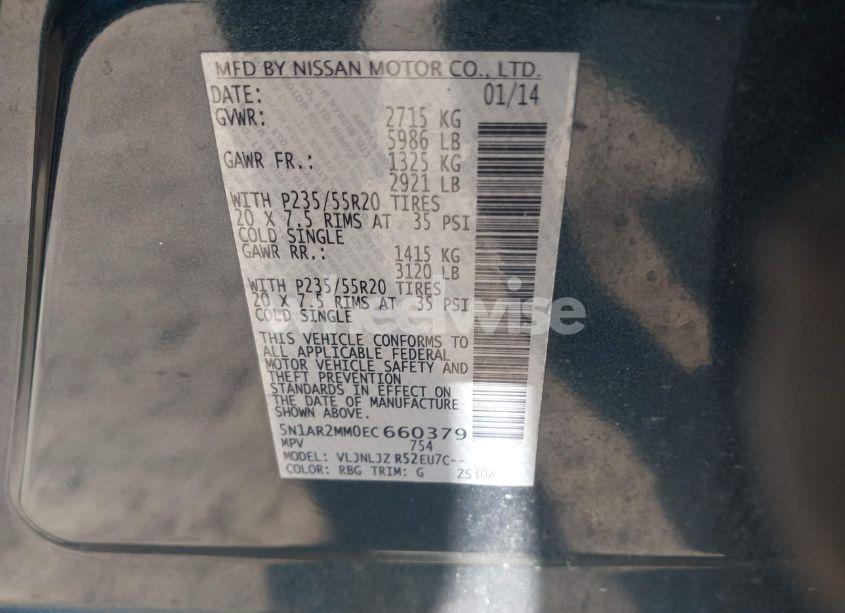 MFD BY NISSAN MOTOR CO., LTD.
DATE: 01/14
GVWR: 2715 KG
5986 LB
GAWR FR.: 1325 KG
2921 LB
WITH P235/55R20 TIRES
20 X 7.5 RIMS AT 35 PSI
COLD SINGLE
GAWR RR.: 1415 KG
3120 LB
WITH P235/55R20 TIRES
20 X 7.5 RIMS AT 35 PSI
COLD SINGLE
THIS VEHICLE CONFORMS TO
ALL APPLICABLE FEDERAL
MOTOR VEHICLE SAFETY AND
THEFT PREVENTION
STANDARDS IN EFFECT ON
THE DATE OF MANUFACTURE
SHOWN ABOVE.
5N1AR2MM0EC660379
MPV 754
MODEL: VLJNLJZ R52EU7C--
COLOR: RBG TRIM: G ZS30A
wheelwise